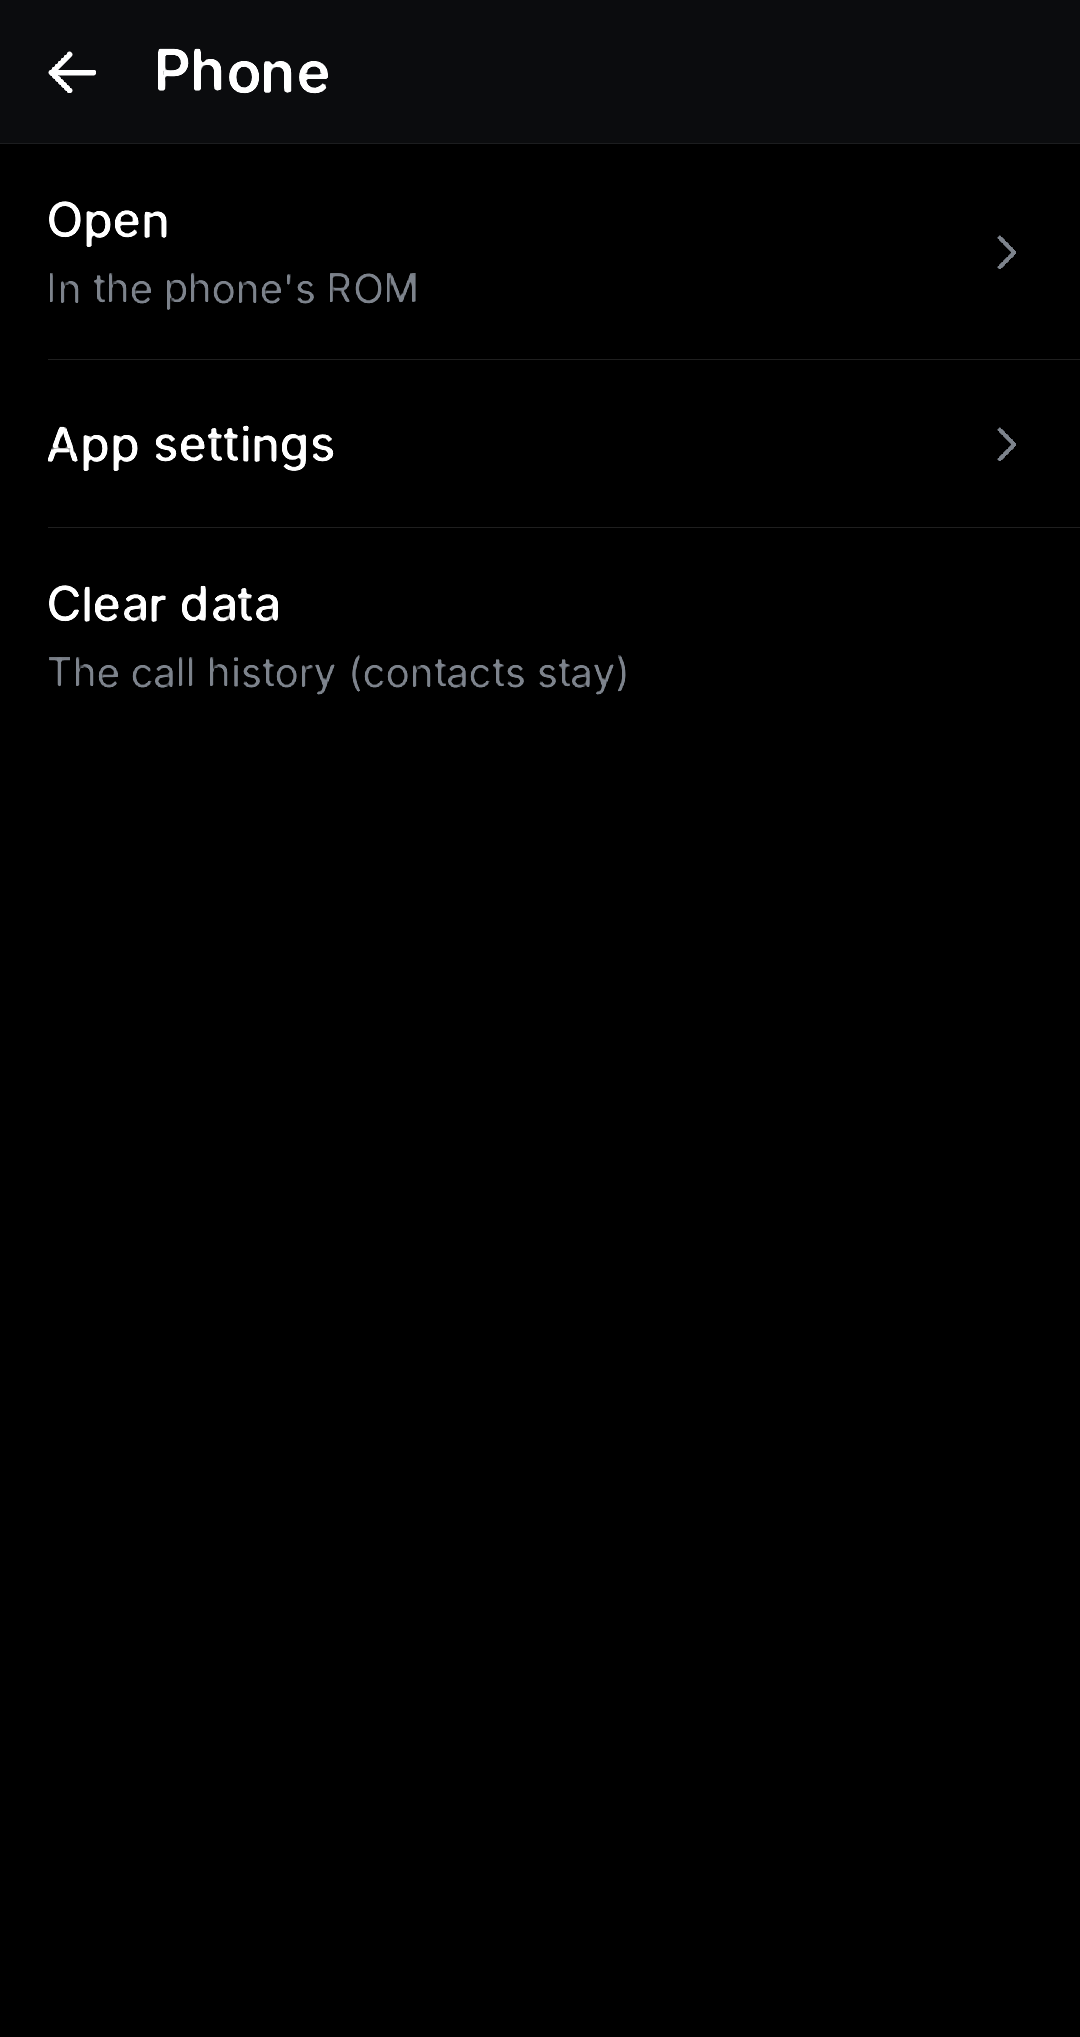 Phone
Open
In the phone's ROM
App settings
Clear data
The call history (contacts stay)